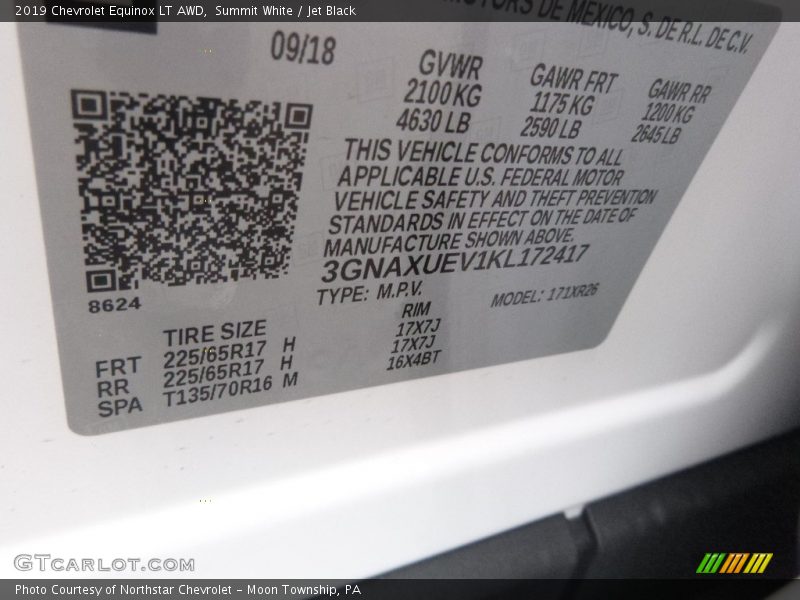 2019 Chevrolet Equinox LT AWD, Summit White / Jet Black
MOTORS DE MEXICO, S. DE R.L. DE C.V.
09/18
GVWR GAWR FRT GAWR RR
2100 KG 1175 KG 1200 KG
4630 LB 2590 LB 2645 LB
THIS VEHICLE CONFORMS TO ALL
APPLICABLE U.S. FEDERAL MOTOR
VEHICLE SAFETY AND THEFT PREVENTION
STANDARDS IN EFFECT ON THE DATE OF
MANUFACTURE SHOWN ABOVE.
3GNAXUEV1KL172417
8624
TYPE: M.P.V. MODEL: 171XR26
TIRE SIZE RIM
FRT 225/65R17 H 17X7J
RR 225/65R17 H 17X7J
SPA T135/70R16 M 16X4BT
GTCARLOT.COM
Photo Courtesy of Northstar Chevrolet - Moon Township, PA